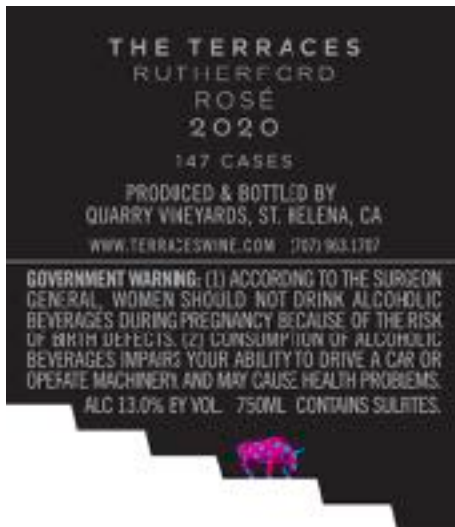 THE TERRACES
RUTHERFORD
ROSÉ
2020
147 CASES
PRODUCED & BOTTLED BY
QUARRY VINEYARDS, ST. HELENA, CA
WWW.TERRACESWINE.COM (707) 963.1707
GOVERNMENT WARNING: (1) ACCORDING TO THE SURGEON
GENERAL, WOMEN SHOULD NOT DRINK ALCOHOLIC
BEVERAGES DURING PREGNANCY BECAUSE OF THE RISK
OF BIRTH DEFECTS. (2) CONSUMPTION OF ALCOHOLIC
BEVERAGES IMPAIRS YOUR ABILITY TO DRIVE A CAR OR
OPERATE MACHINERY, AND MAY CAUSE HEALTH PROBLEMS.
ALC 13.0% BY VOL. 750ML CONTAINS SULFITES.